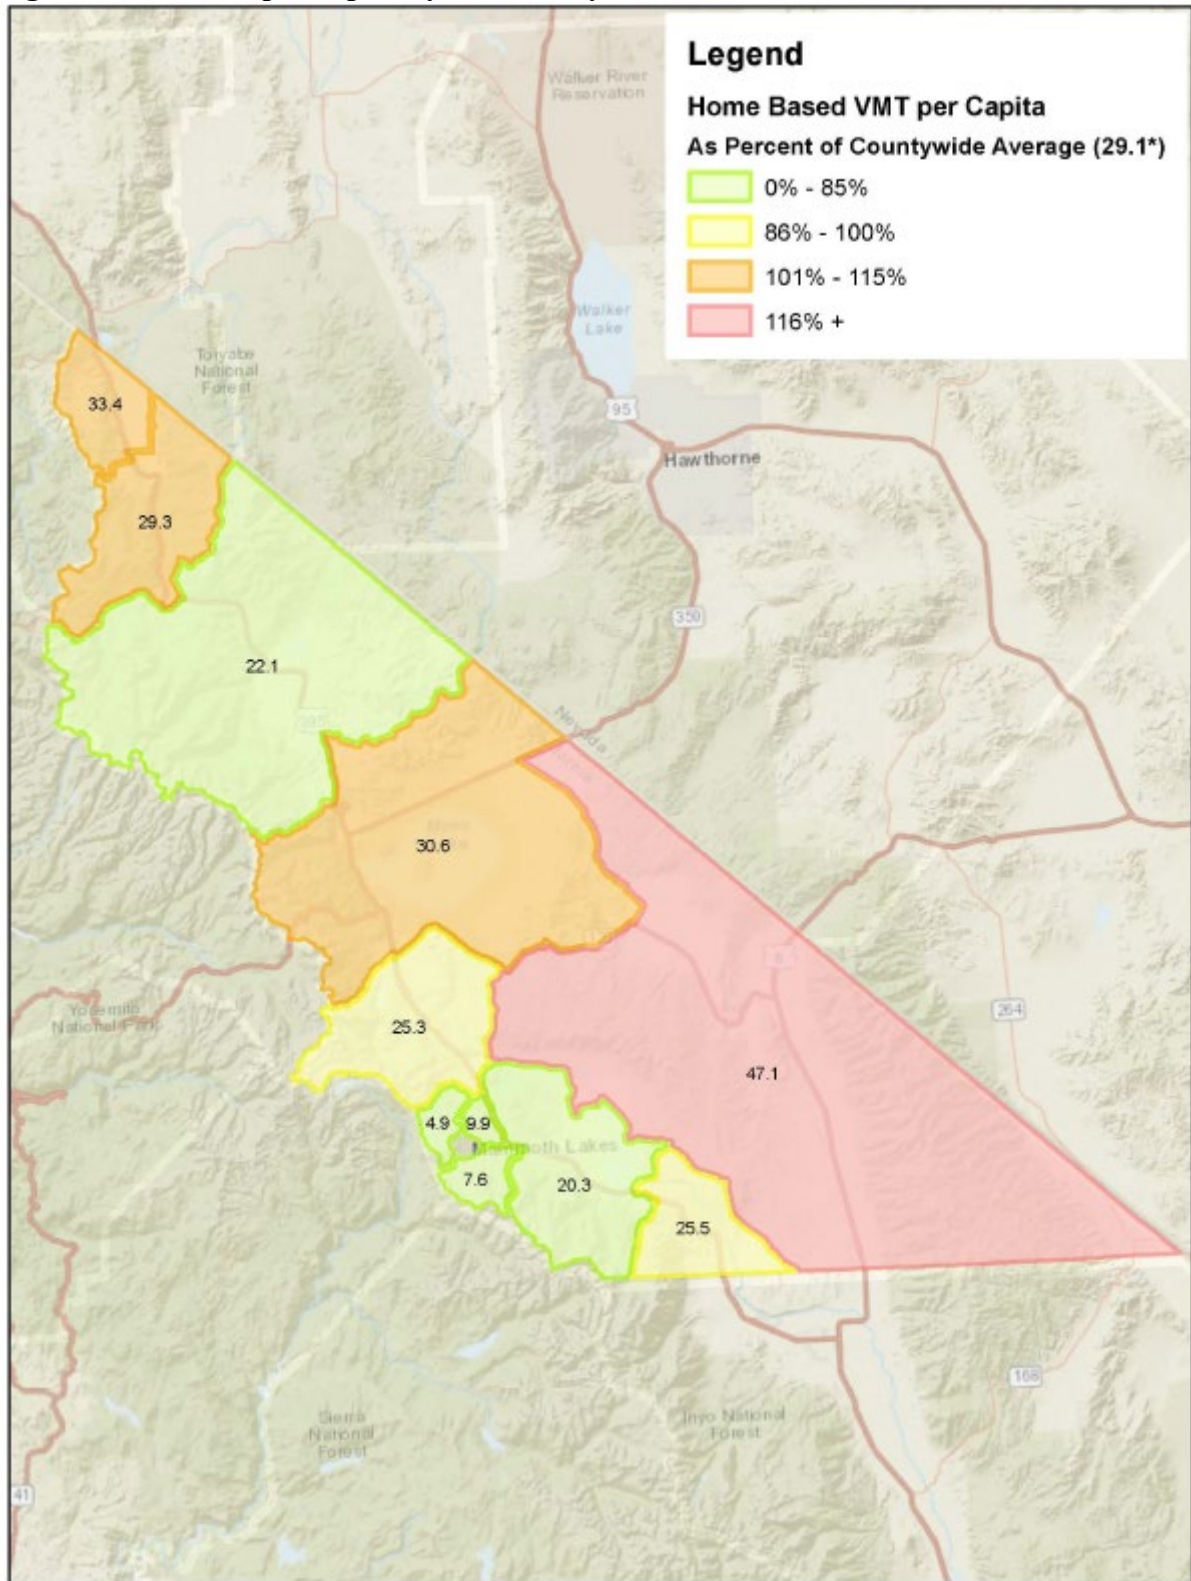 Legend
Home Based VMT per Capita
As Percent of Countywide Average (29.1*)
0% - 85%
86% - 100%
101% - 115%
116% +
Walker River
Reservation
Walker
Lake
Toiyabe
National
Forest
95
Hawthorne
33.4
29.3
359
22.1
Nevada
30.6
6
Yosemite
National Park
264
25.3
47.1
4.9
9.9
Mammoth Lakes
7.6
20.3
25.5
168
Sierra
National
Forest
Inyo National
Forest
41